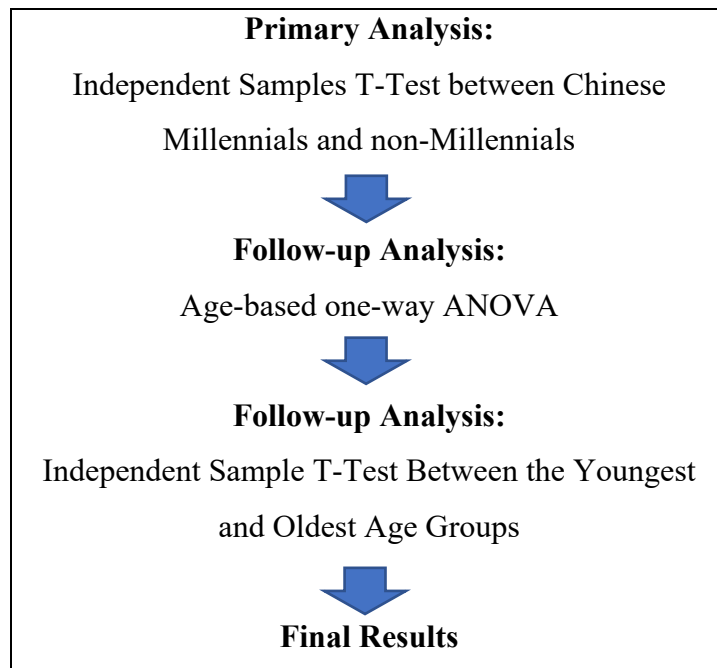 Primary Analysis:
Independent Samples T-Test between Chinese
Millennials and non-Millennials
Follow-up Analysis:
Age-based one-way ANOVA
Follow-up Analysis:
Independent Sample T-Test Between the Youngest
and Oldest Age Groups
Final Results